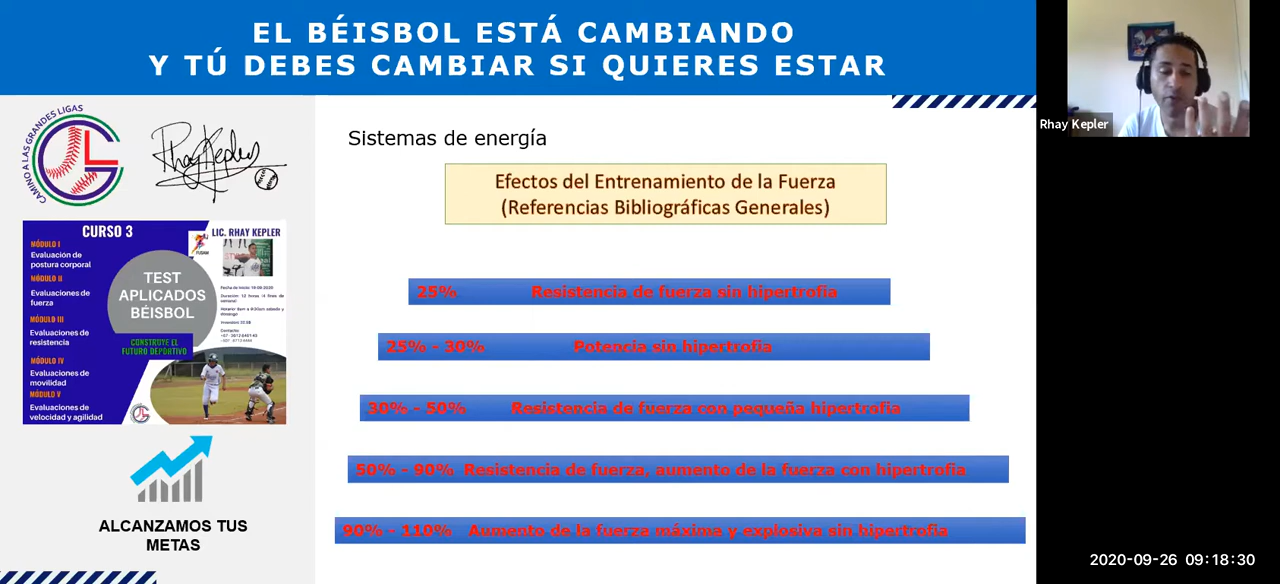 EL BÉISBOL ESTÁ CAMBIANDO
Y TÚ DEBES CAMBIAR SI QUIERES ESTAR
CAMINO A LAS GRANDES LIGAS
Rhay Kepler
CURSO 3
LIC. RHAY KEPLER
MÓDULO I
Evaluación de
postura corporal
MÓDULO II
Evaluaciones de
fuerza
MÓDULO III
Evaluaciones de
resistencia
MÓDULO IV
Evaluaciones de
movilidad
MÓDULO V
Evaluaciones de
velocidad y agilidad
TEST
APLICADOS
BÉISBOL
CONSTRUYE EL
FUTURO DEPORTIVO
ALCANZAMOS TUS
METAS
Sistemas de energía
Efectos del Entrenamiento de la Fuerza
(Referencias Bibliográficas Generales)
25% Resistencia de fuerza sin hipertrofia
25% - 30% Potencia sin hipertrofia
30% - 50% Resistencia de fuerza con pequeña hipertrofia
50% - 90% Resistencia de fuerza, aumento de la fuerza con hipertrofia
90% - 110% Aumento de la fuerza máxima y explosiva sin hipertrofia
Rhay Kepler
2020-09-26 09:18:30